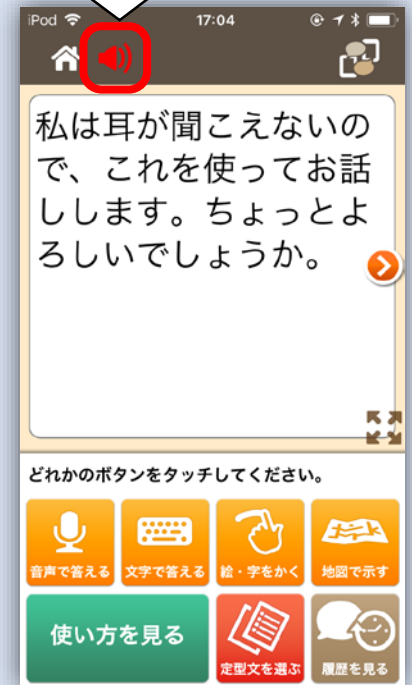 iPod 17:04
私は耳が聞こえないの
で、これを使ってお話
しします。ちょっとよ
ろしいでしょうか。
どれかのボタンをタッチしてください。
音声で答える 文字で答える 絵・字をかく 地図で示す
使い方を見る 定型文を選ぶ 履歴を見る